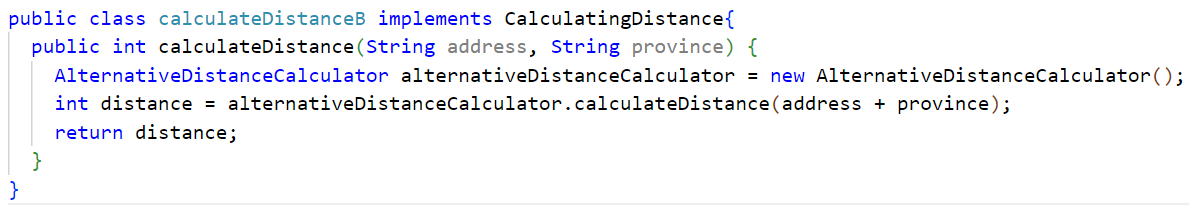 public class calculateDistanceB implements CalculatingDistance{
  public int calculateDistance(String address, String province) {
    AlternativeDistanceCalculator alternativeDistanceCalculator = new AlternativeDistanceCalculator();
    int distance = alternativeDistanceCalculator.calculateDistance(address + province);
    return distance;
  }
}